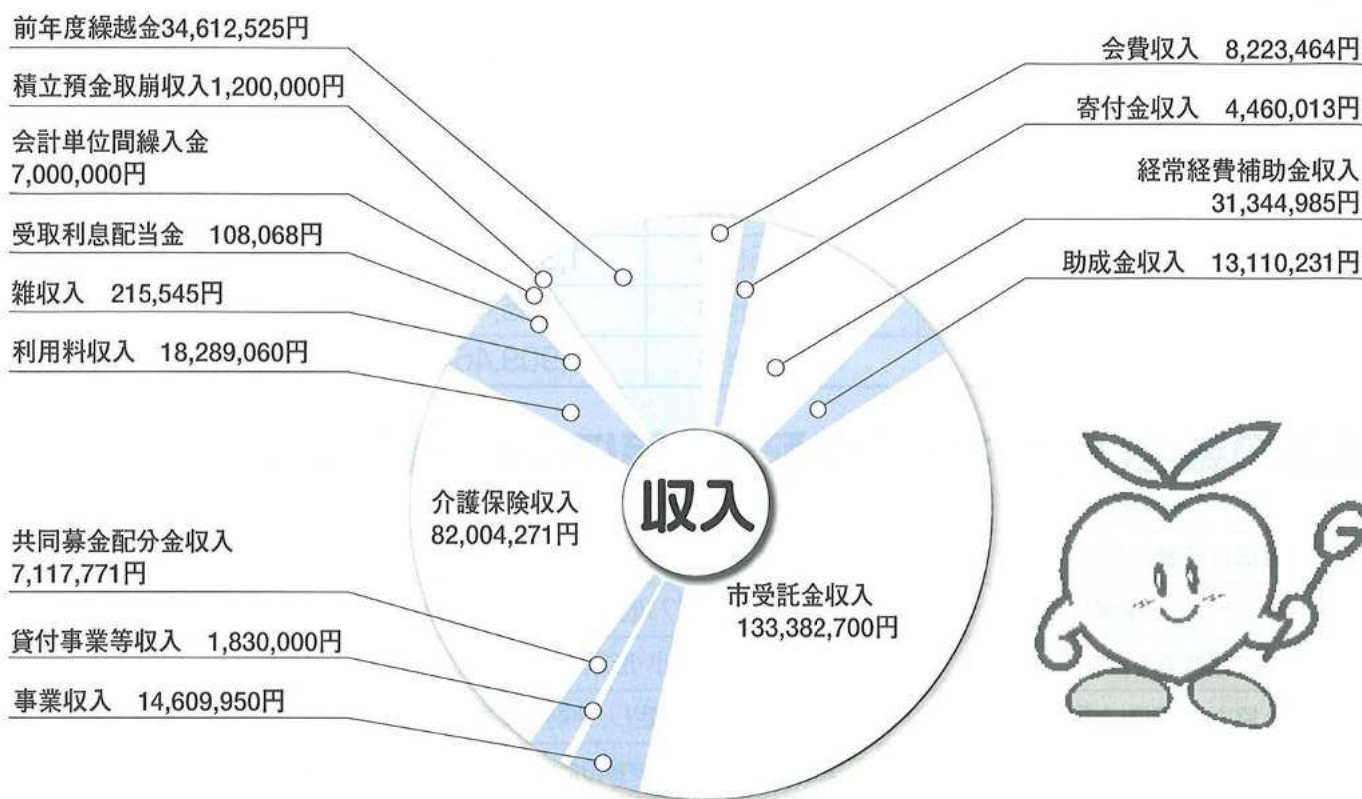 前年度繰越金34,612,525円
積立預金取崩収入1,200,000円
会計単位間繰入金
7,000,000円
受取利息配当金 108,068円
雑収入 215,545円
利用料収入 18,289,060円
共同募金配分金収入
7,117,771円
貸付事業等収入 1,830,000円
事業収入 14,609,950円
介護保険収入
82,004,271円
収入
市受託金収入
133,382,700円
会費収入 8,223,464円
寄付金収入 4,460,013円
経常経費補助金収入
31,344,985円
助成金収入 13,110,231円